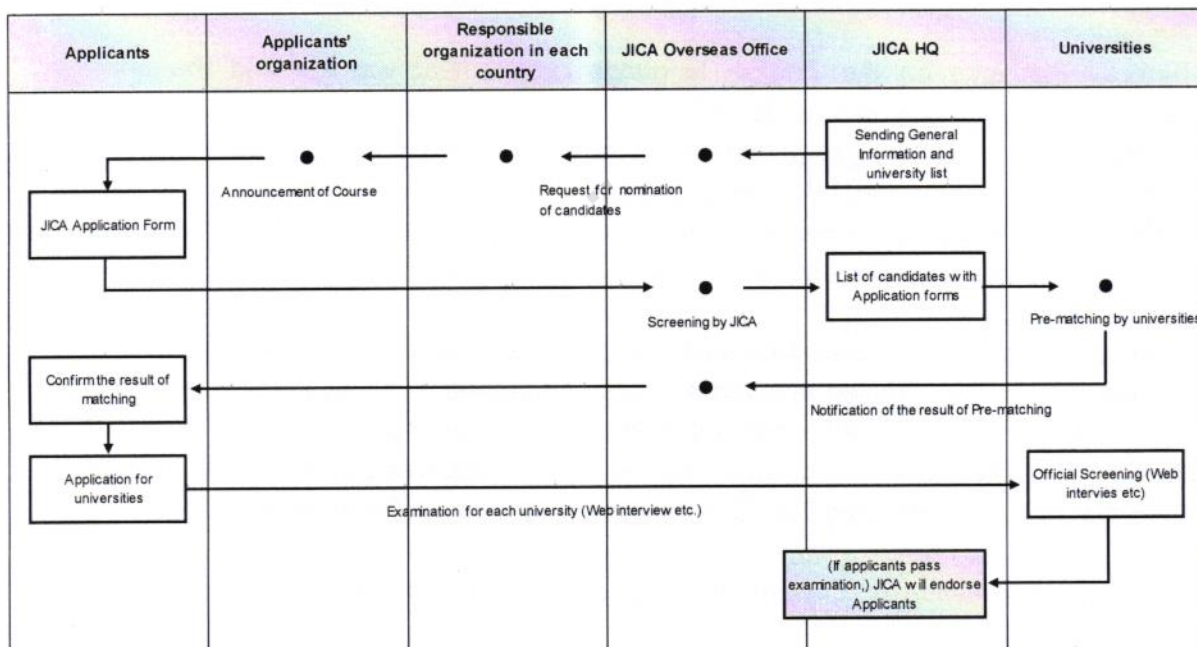 Applicants
Applicants'
organization
Responsible
organization in each
country
JICA Overseas Office
JICA HQ
Universities
Sending General
Information and
university list
Announcement of Course
Request for nomination
of candidates
JICA Application Form
List of candidates with
Application forms
Screening by JICA
Pre-matching by universities
Confirm the result of
matching
Notification of the result of Pre-matching
Application for
universities
Official Screening (Web
intervies etc)
Examination for each university (Web interview etc.)
(If applicants pass
examination,) JICA will endorse
Applicants